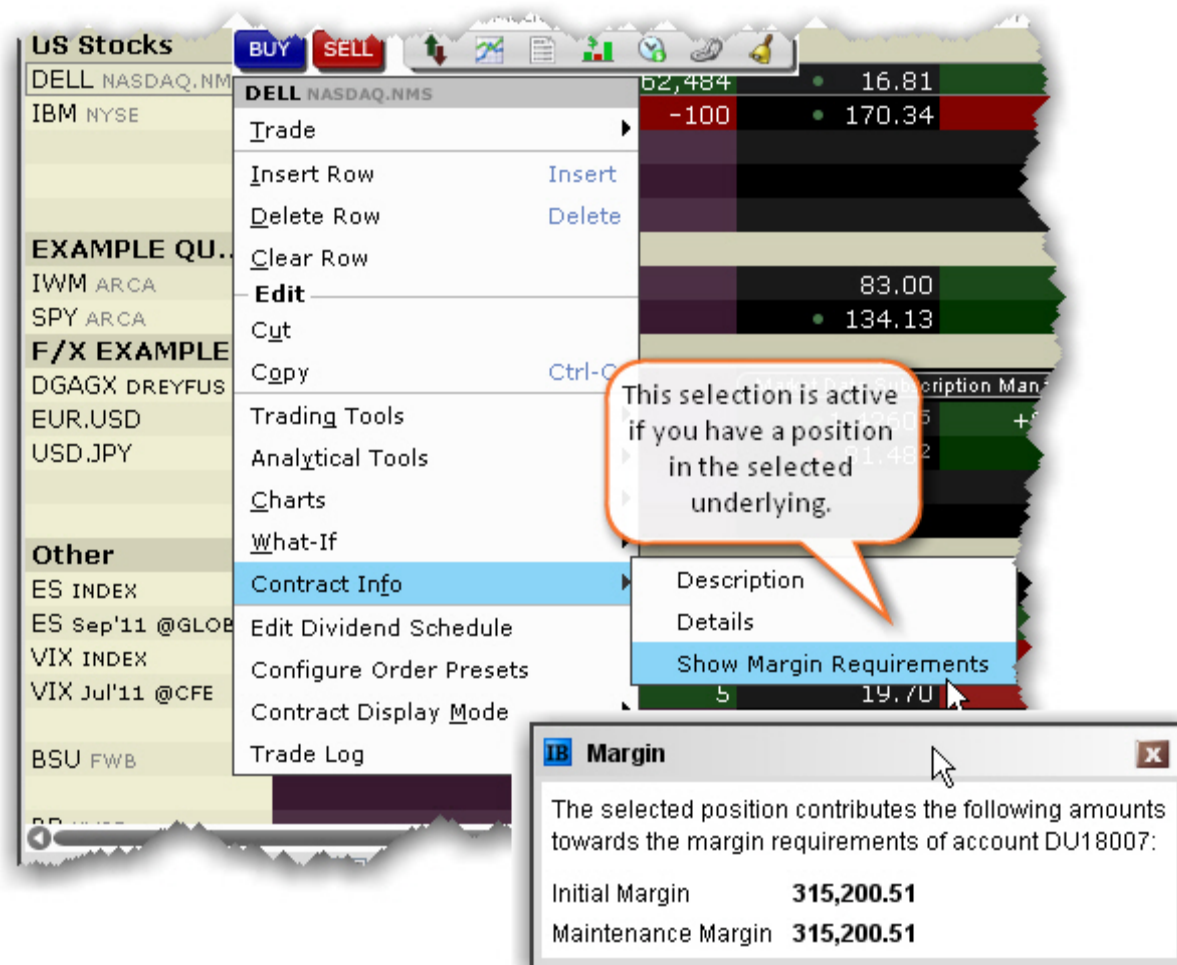 US Stocks
BUY SELL
DELL NASDAQ.NM
62,484 16.81
DELL NASDAQ.NMS
IBM NYSE
-100 170.34
Trade
Insert Row Insert
Delete Row Delete
EXAMPLE QU..
Clear Row
IWM ARCA
83.00
Edit
SPY ARCA
134.13
Cut
F/X EXAMPLE
Copy Ctrl-C
DGAGX DREYFUS
EUR.USD
USD.JPY
Trading Tools
Analytical Tools
Charts
What-If
This selection is active
if you have a position
in the selected
underlying.
Other
ES INDEX
Contract Info
Description
ES Sep'11 @GLOB
Edit Dividend Schedule
Details
VIX INDEX
Configure Order Presets
Show Margin Requirements
VIX Jul'11 @CFE
5 19.70
Contract Display Mode
BSU FWB
Trade Log
IB Margin
The selected position contributes the following amounts
towards the margin requirements of account DU18007:
Initial Margin 315,200.51
Maintenance Margin 315,200.51